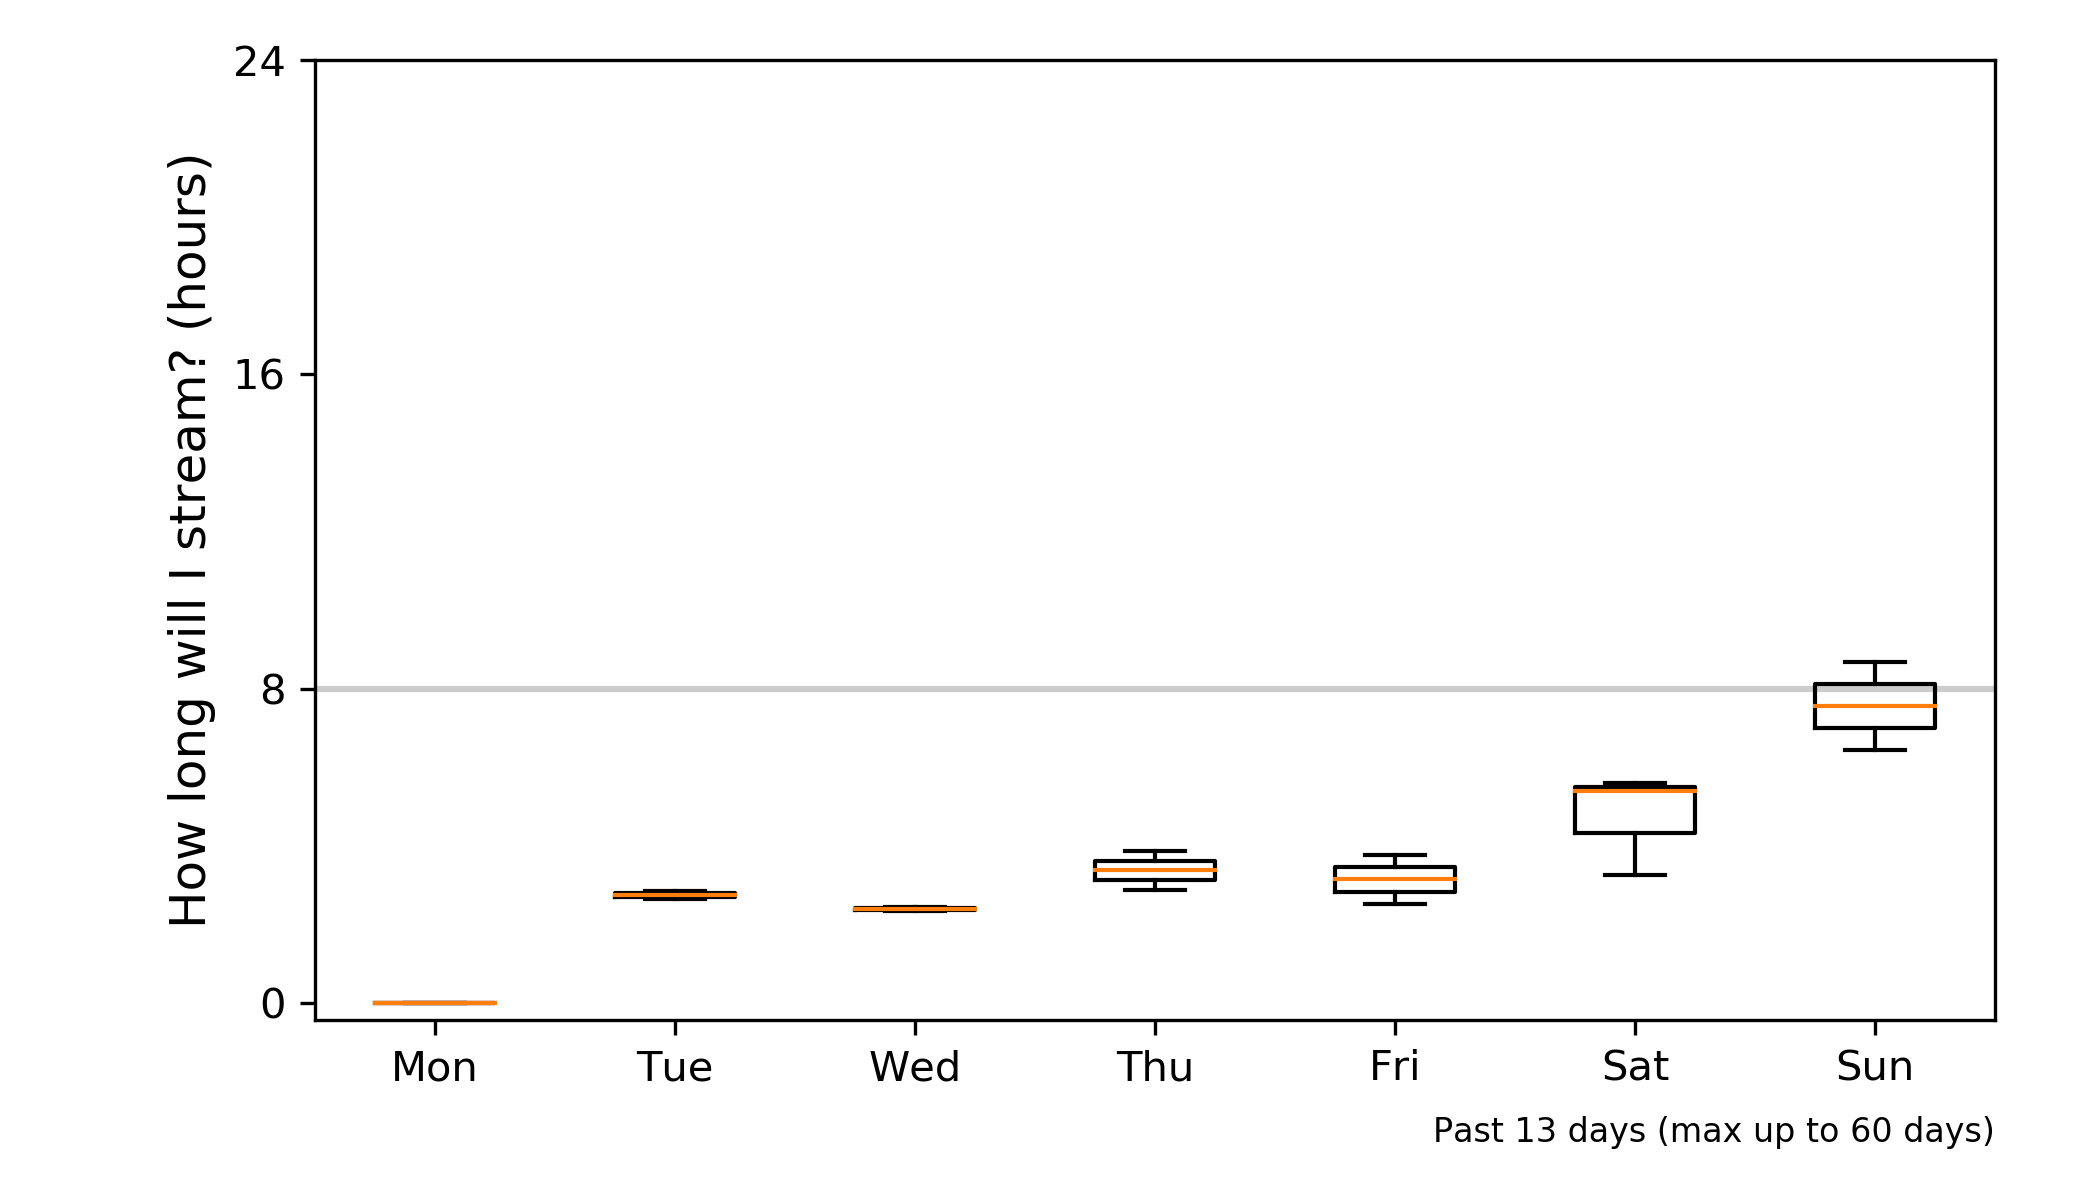 How long will I stream? (hours)
24
16
8
0
Mon Tue Wed Thu Fri Sat Sun
Past 13 days (max up to 60 days)